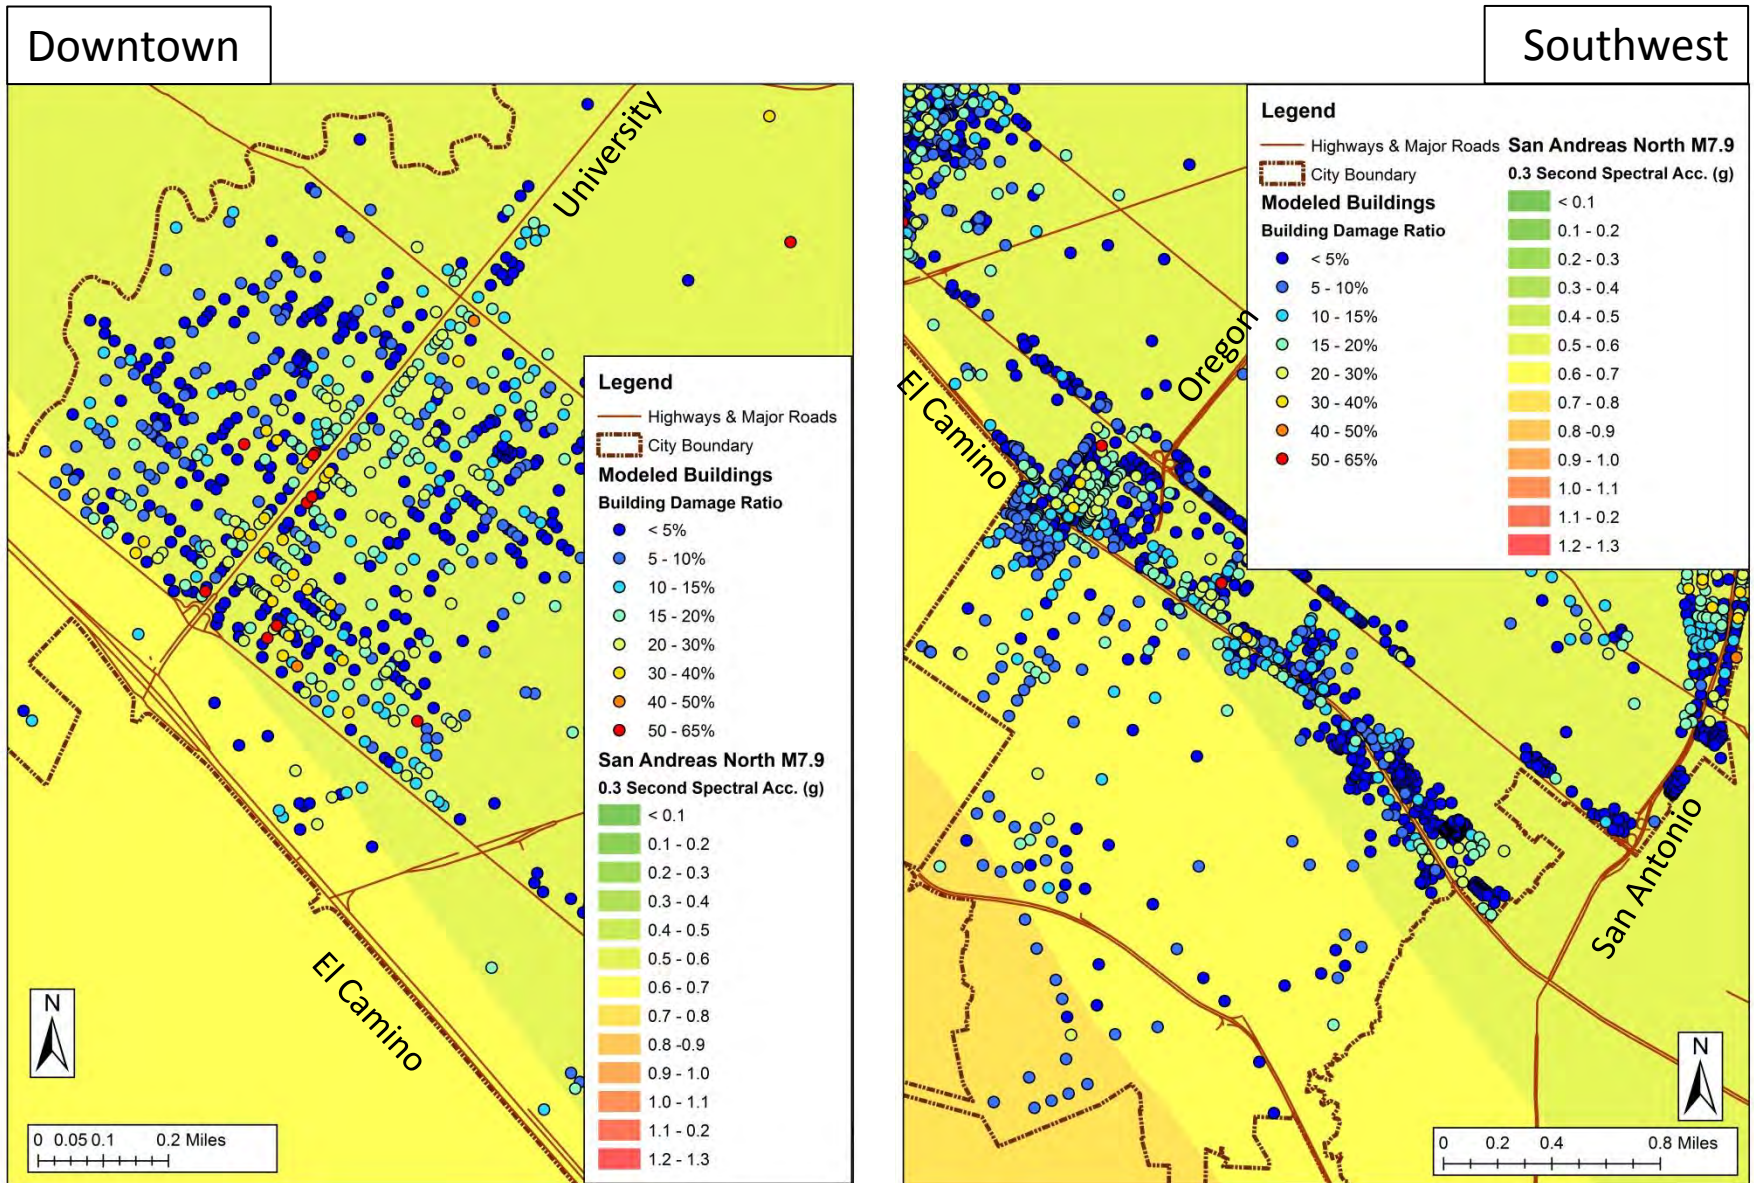 Downtown
University
El Camino
Legend
Highways & Major Roads
City Boundary
Modeled Buildings
Building Damage Ratio
< 5%
5 - 10%
10 - 15%
15 - 20%
20 - 30%
30 - 40%
40 - 50%
50 - 65%
San Andreas North M7.9
0.3 Second Spectral Acc. (g)
< 0.1
0.1 - 0.2
0.2 - 0.3
0.3 - 0.4
0.4 - 0.5
0.5 - 0.6
0.6 - 0.7
0.7 - 0.8
0.8 -0.9
0.9 - 1.0
1.0 - 1.1
1.1 - 0.2
1.2 - 1.3
N
0 0.05 0.1 0.2 Miles
Southwest
El Camino
Oregon
San Antonio
Legend
Highways & Major Roads
City Boundary
Modeled Buildings
Building Damage Ratio
< 5%
5 - 10%
10 - 15%
15 - 20%
20 - 30%
30 - 40%
40 - 50%
50 - 65%
San Andreas North M7.9
0.3 Second Spectral Acc. (g)
< 0.1
0.1 - 0.2
0.2 - 0.3
0.3 - 0.4
0.4 - 0.5
0.5 - 0.6
0.6 - 0.7
0.7 - 0.8
0.8 -0.9
0.9 - 1.0
1.0 - 1.1
1.1 - 0.2
1.2 - 1.3
N
0 0.2 0.4 0.8 Miles